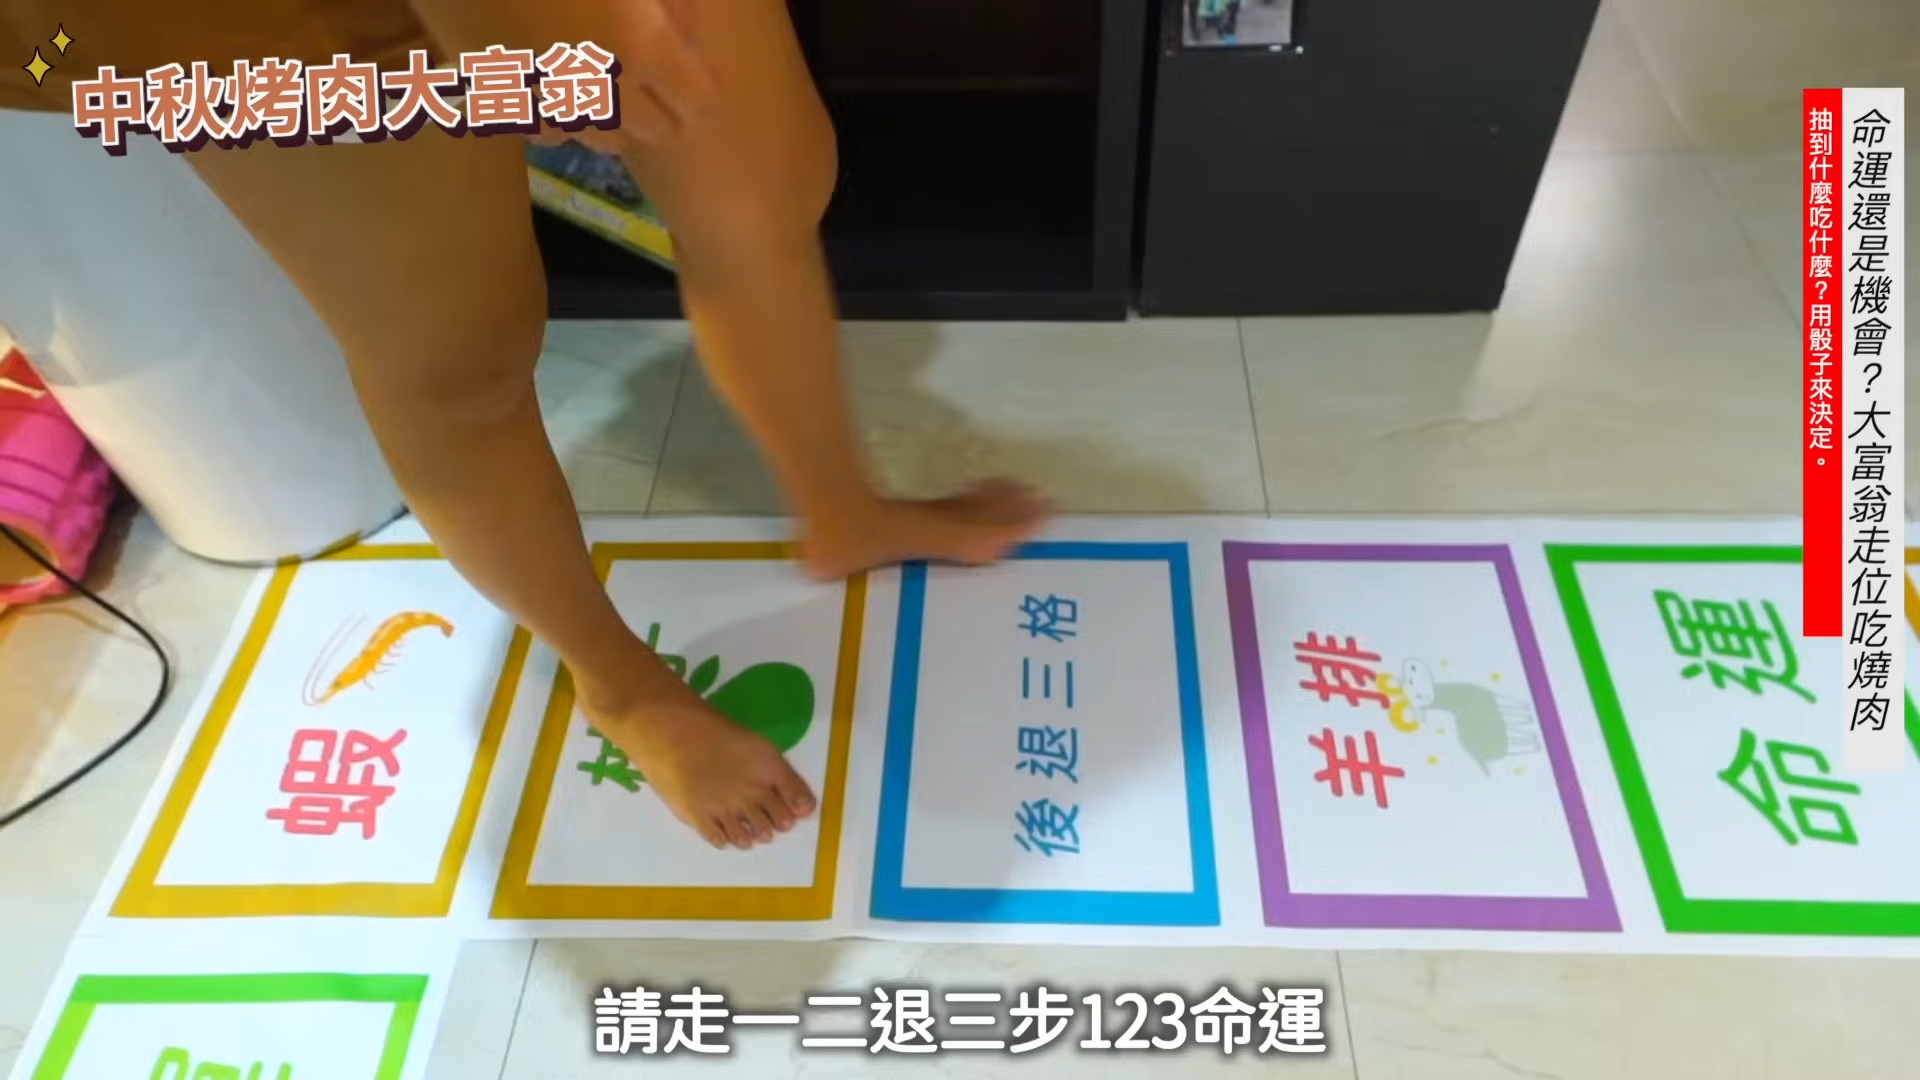 中秋烤肉大富翁
命運還是機會？大富翁走位吃燒肉
抽到什麼吃什麼？用骰子來決定。
蝦
後退三格
羊排
命運
請走一二退三步123命運